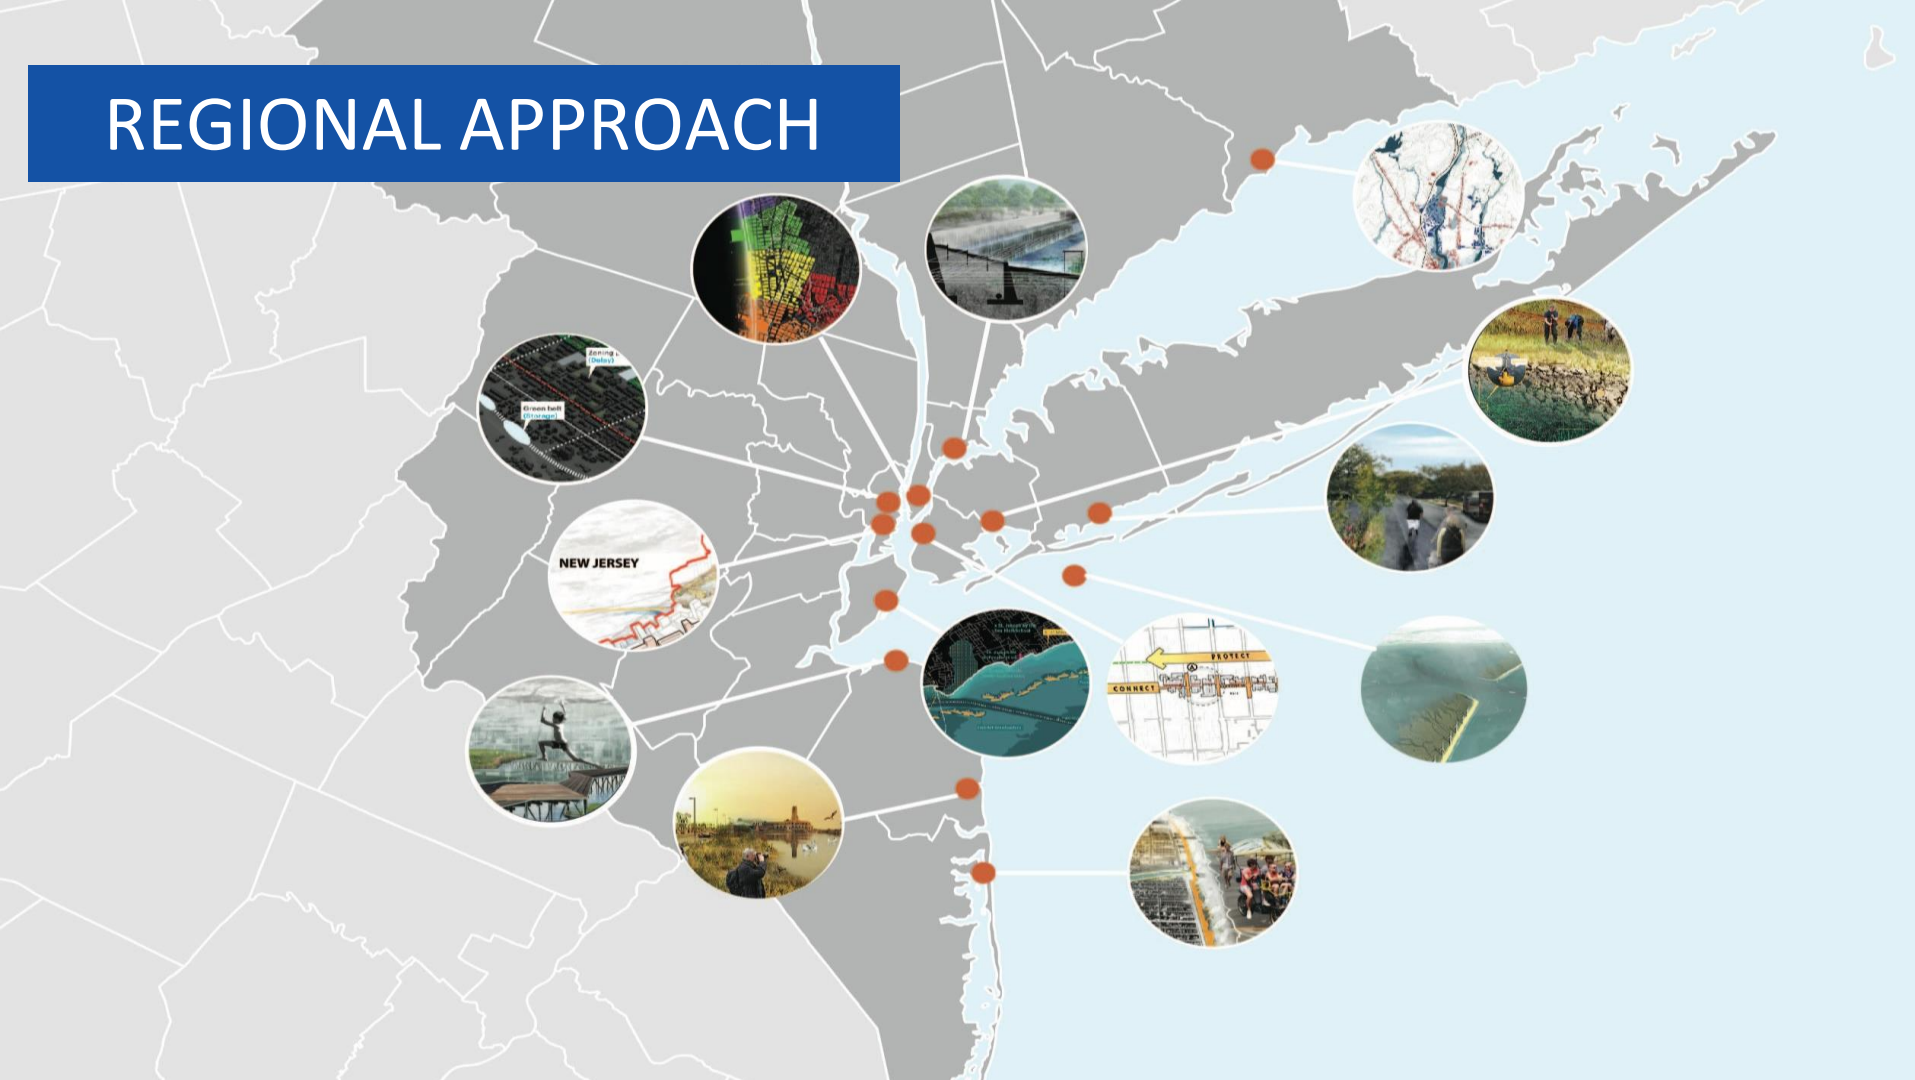 REGIONAL APPROACH
Zoning
(Delay)
Green belt
(Storage)
NEW JERSEY
PROTECT
CONNECT